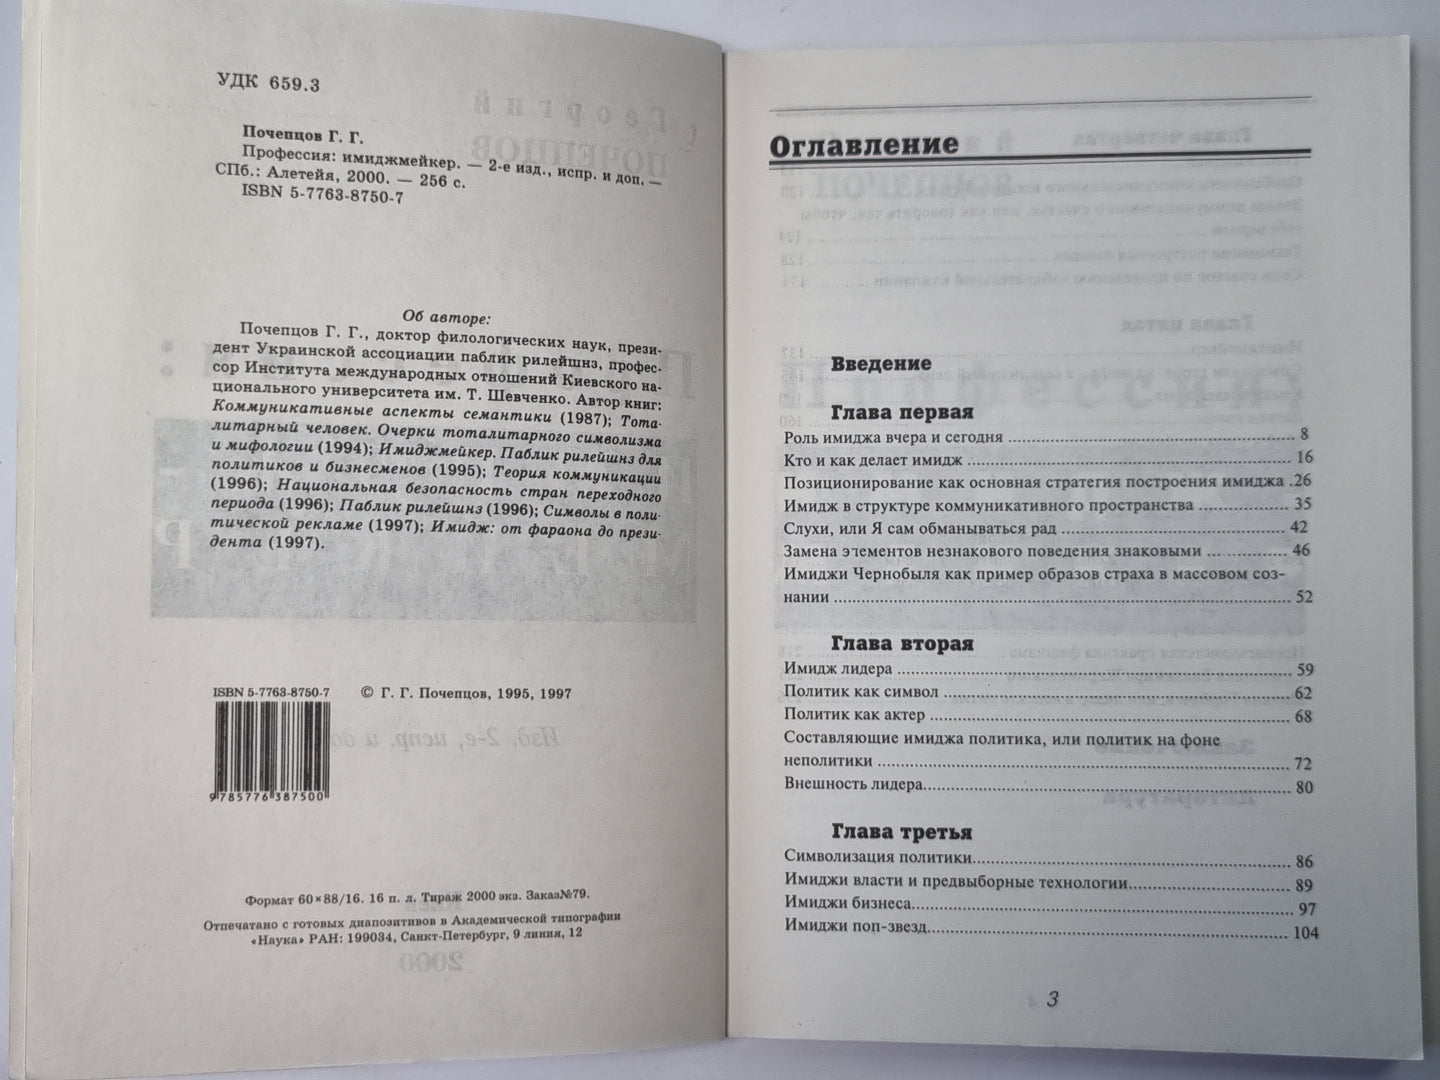 УДК 659.3
Почепцов Г. Г.
Профессия: имиджмейкер. — 2-е изд., испр. и доп. —
СПб.: Алетейя, 2000. — 256 с.
ISBN 5-7763-8750-7
Об авторе:
Почепцов Г. Г., доктор филологических наук, прези-
дент Украинской ассоциации паблик рилейшнз, профес-
сор Института международных отношений Киевского на-
ционального университета им. Т. Шевченко. Автор книг:
Коммуникативные аспекты семантики (1987); Тота-
литарный человек. Очерки тоталитарного символизма
и мифологии (1994); Имиджмейкер. Паблик рилейшнз для
политиков и бизнесменов (1995); Теория коммуникации
(1996); Национальная безопасность стран переходного
периода (1996); Паблик рилейшнз (1996); Символы в поли-
тической рекламе (1997); Имидж: от фараона до прези-
дента (1997).
ISBN 5-7763-8750-7 © Г. Г. Почепцов, 1995, 1997
9 785776 387500
Формат 60×88/16. 16 п. л. Тираж 2000 экз. Заказ№79.
Отпечатано с готовых диапозитивов в Академической типографии
«Наука» РАН: 199034, Санкт-Петербург, 9 линия, 12
Оглавление
Введение
Глава первая
Роль имиджа вчера и сегодня ........ 8
Кто и как делает имидж ........ 16
Позиционирование как основная стратегия построения имиджа .26
Имидж в структуре коммуникативного пространства ........ 35
Слухи, или Я сам обманываться рад ........ 42
Замена элементов незнакового поведения знаковыми ........ 46
Имиджи Чернобыля как пример образов страха в массовом соз-
нании ........ 52
Глава вторая
Имидж лидера ........ 59
Политик как символ ........ 62
Политик как актер ........ 68
Составляющие имиджа политика, или политик на фоне
неполитики ........ 72
Внешность лидера........ 80
Глава третья
Символизация политики........ 86
Имиджи власти и предвыборные технологии........ 89
Имиджи бизнеса........ 97
Имиджи поп-звезд........ 104
3